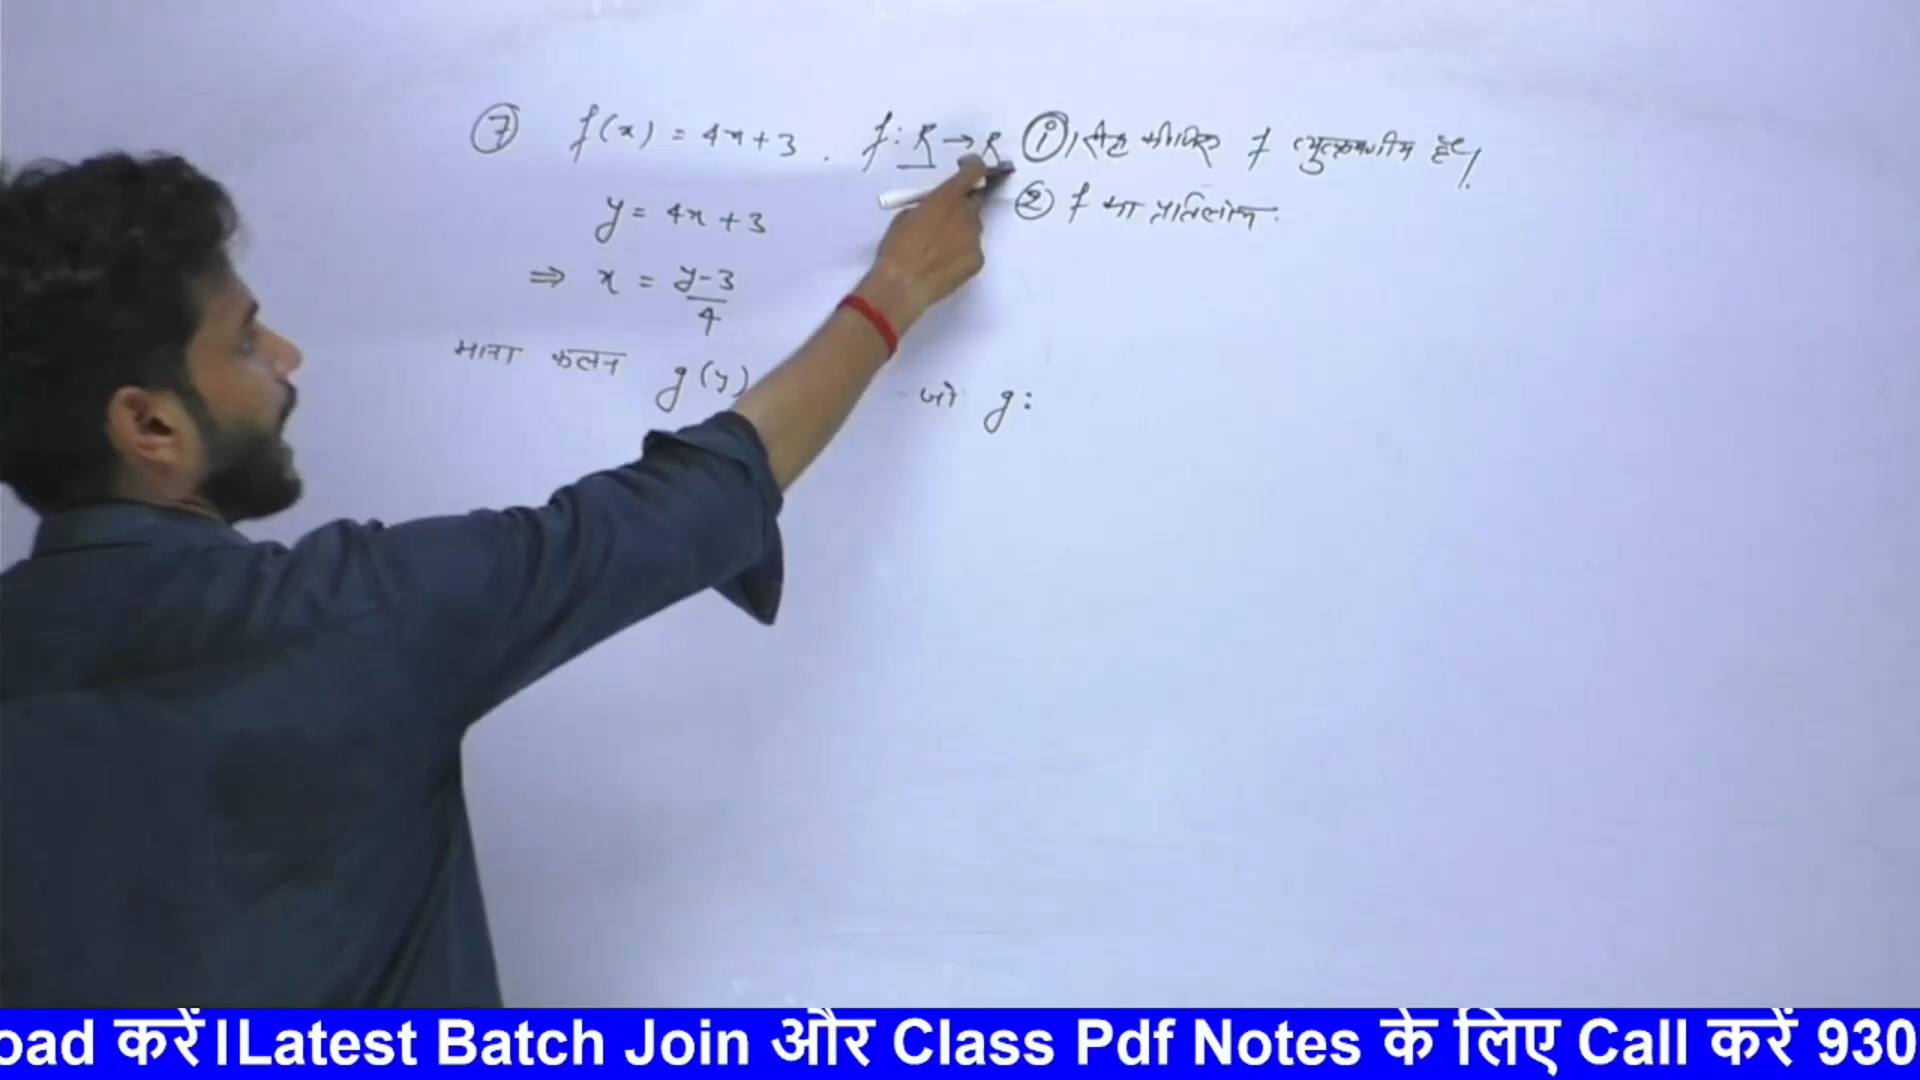 ⑦ f(x) = 4x+3 . f: R→R ① सिद्ध कीजिए f व्युत्क्रमणीय है।
② f का प्रतिलोम.
y = 4x+3
⇒ x = y-3/4
माना फलन g(y) जो g:
oad करें।Latest Batch Join और Class Pdf Notes के लिए Call करें 930